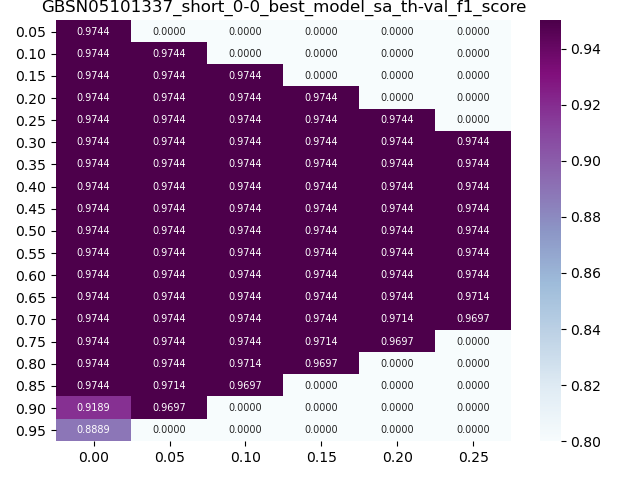 GBSN05101337_short_0-0_best_model_sa_th-val_f1_score
0.05 0.9744 0.0000 0.0000 0.0000 0.0000 0.0000
0.10 0.9744 0.9744 0.0000 0.0000 0.0000 0.0000
0.15 0.9744 0.9744 0.9744 0.0000 0.0000 0.0000
0.20 0.9744 0.9744 0.9744 0.9744 0.0000 0.0000
0.25 0.9744 0.9744 0.9744 0.9744 0.9744 0.0000
0.30 0.9744 0.9744 0.9744 0.9744 0.9744 0.9744
0.35 0.9744 0.9744 0.9744 0.9744 0.9744 0.9744
0.40 0.9744 0.9744 0.9744 0.9744 0.9744 0.9744
0.45 0.9744 0.9744 0.9744 0.9744 0.9744 0.9744
0.50 0.9744 0.9744 0.9744 0.9744 0.9744 0.9744
0.55 0.9744 0.9744 0.9744 0.9744 0.9744 0.9744
0.60 0.9744 0.9744 0.9744 0.9744 0.9744 0.9744
0.65 0.9744 0.9744 0.9744 0.9744 0.9744 0.9714
0.70 0.9744 0.9744 0.9744 0.9744 0.9714 0.9697
0.75 0.9744 0.9744 0.9744 0.9714 0.9697 0.0000
0.80 0.9744 0.9744 0.9714 0.9697 0.0000 0.0000
0.85 0.9744 0.9714 0.9697 0.0000 0.0000 0.0000
0.90 0.9189 0.9697 0.0000 0.0000 0.0000 0.0000
0.95 0.8889 0.0000 0.0000 0.0000 0.0000 0.0000
0.00 0.05 0.10 0.15 0.20 0.25
0.94
0.92
0.90
0.88
0.86
0.84
0.82
0.80